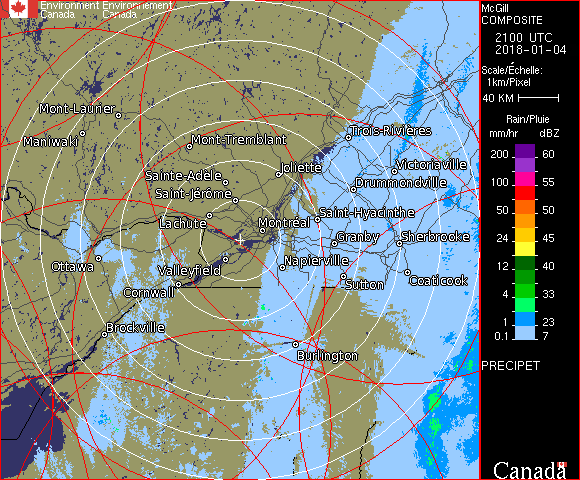 Environment Environnement
Canada Canada
McGill
COMPOSITE
2100 UTC
2018-01-04
Scale/Échelle:
1km/Pixel
40 KM
Rain/Pluie
mm/hr dBZ
200 60
100 55
50 50
24 45
12 40
4 33
1 23
0.1 7
PRECIPET
Canada
Mont-Laurier
Maniwaki
Mont-Tremblant
Trois-Rivières
Sainte-Adèle
Joliette
Victoriaville
Saint-Jérôme
Drummondville
Lachute
Montréal
Saint-Hyacinthe
Granby
Sherbrooke
Ottawa
Valleyfield
Napierville
Cornwall
Sutton
Coaticook
Brockville
Burlington